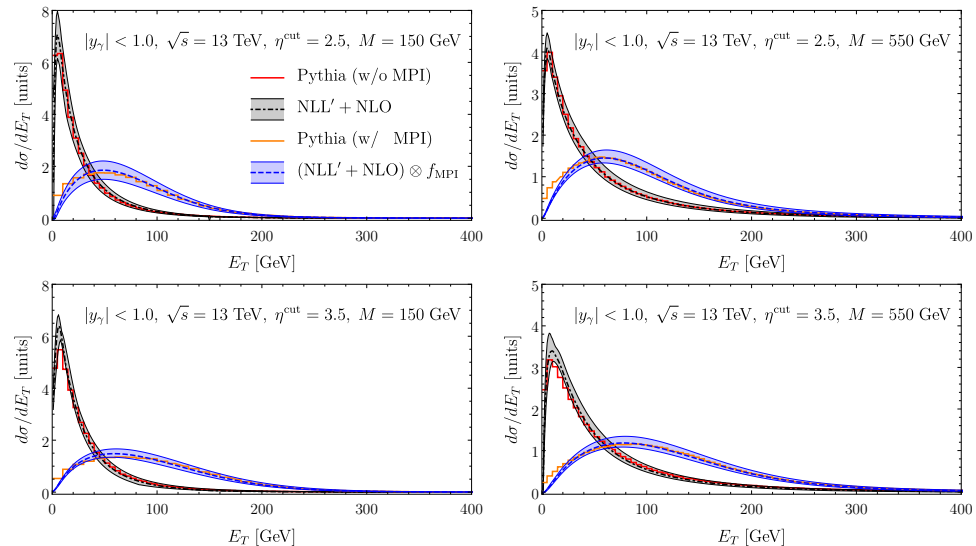 |y_γ| < 1.0, √s = 13 TeV, η^cut = 2.5, M = 150 GeV
Pythia (w/o MPI)
NLL′ + NLO
Pythia (w/ MPI)
(NLL′ + NLO) ⊗ f_MPI
dσ/dE_T [units]
8
6
4
2
0
0 100 200 300 400
E_T [GeV]
|y_γ| < 1.0, √s = 13 TeV, η^cut = 2.5, M = 550 GeV
dσ/dE_T [units]
5
4
3
2
1
0
0 100 200 300 400
E_T [GeV]
|y_γ| < 1.0, √s = 13 TeV, η^cut = 3.5, M = 150 GeV
dσ/dE_T [units]
8
6
4
2
0
0 100 200 300 400
E_T [GeV]
|y_γ| < 1.0, √s = 13 TeV, η^cut = 3.5, M = 550 GeV
dσ/dE_T [units]
5
4
3
2
1
0
0 100 200 300 400
E_T [GeV]